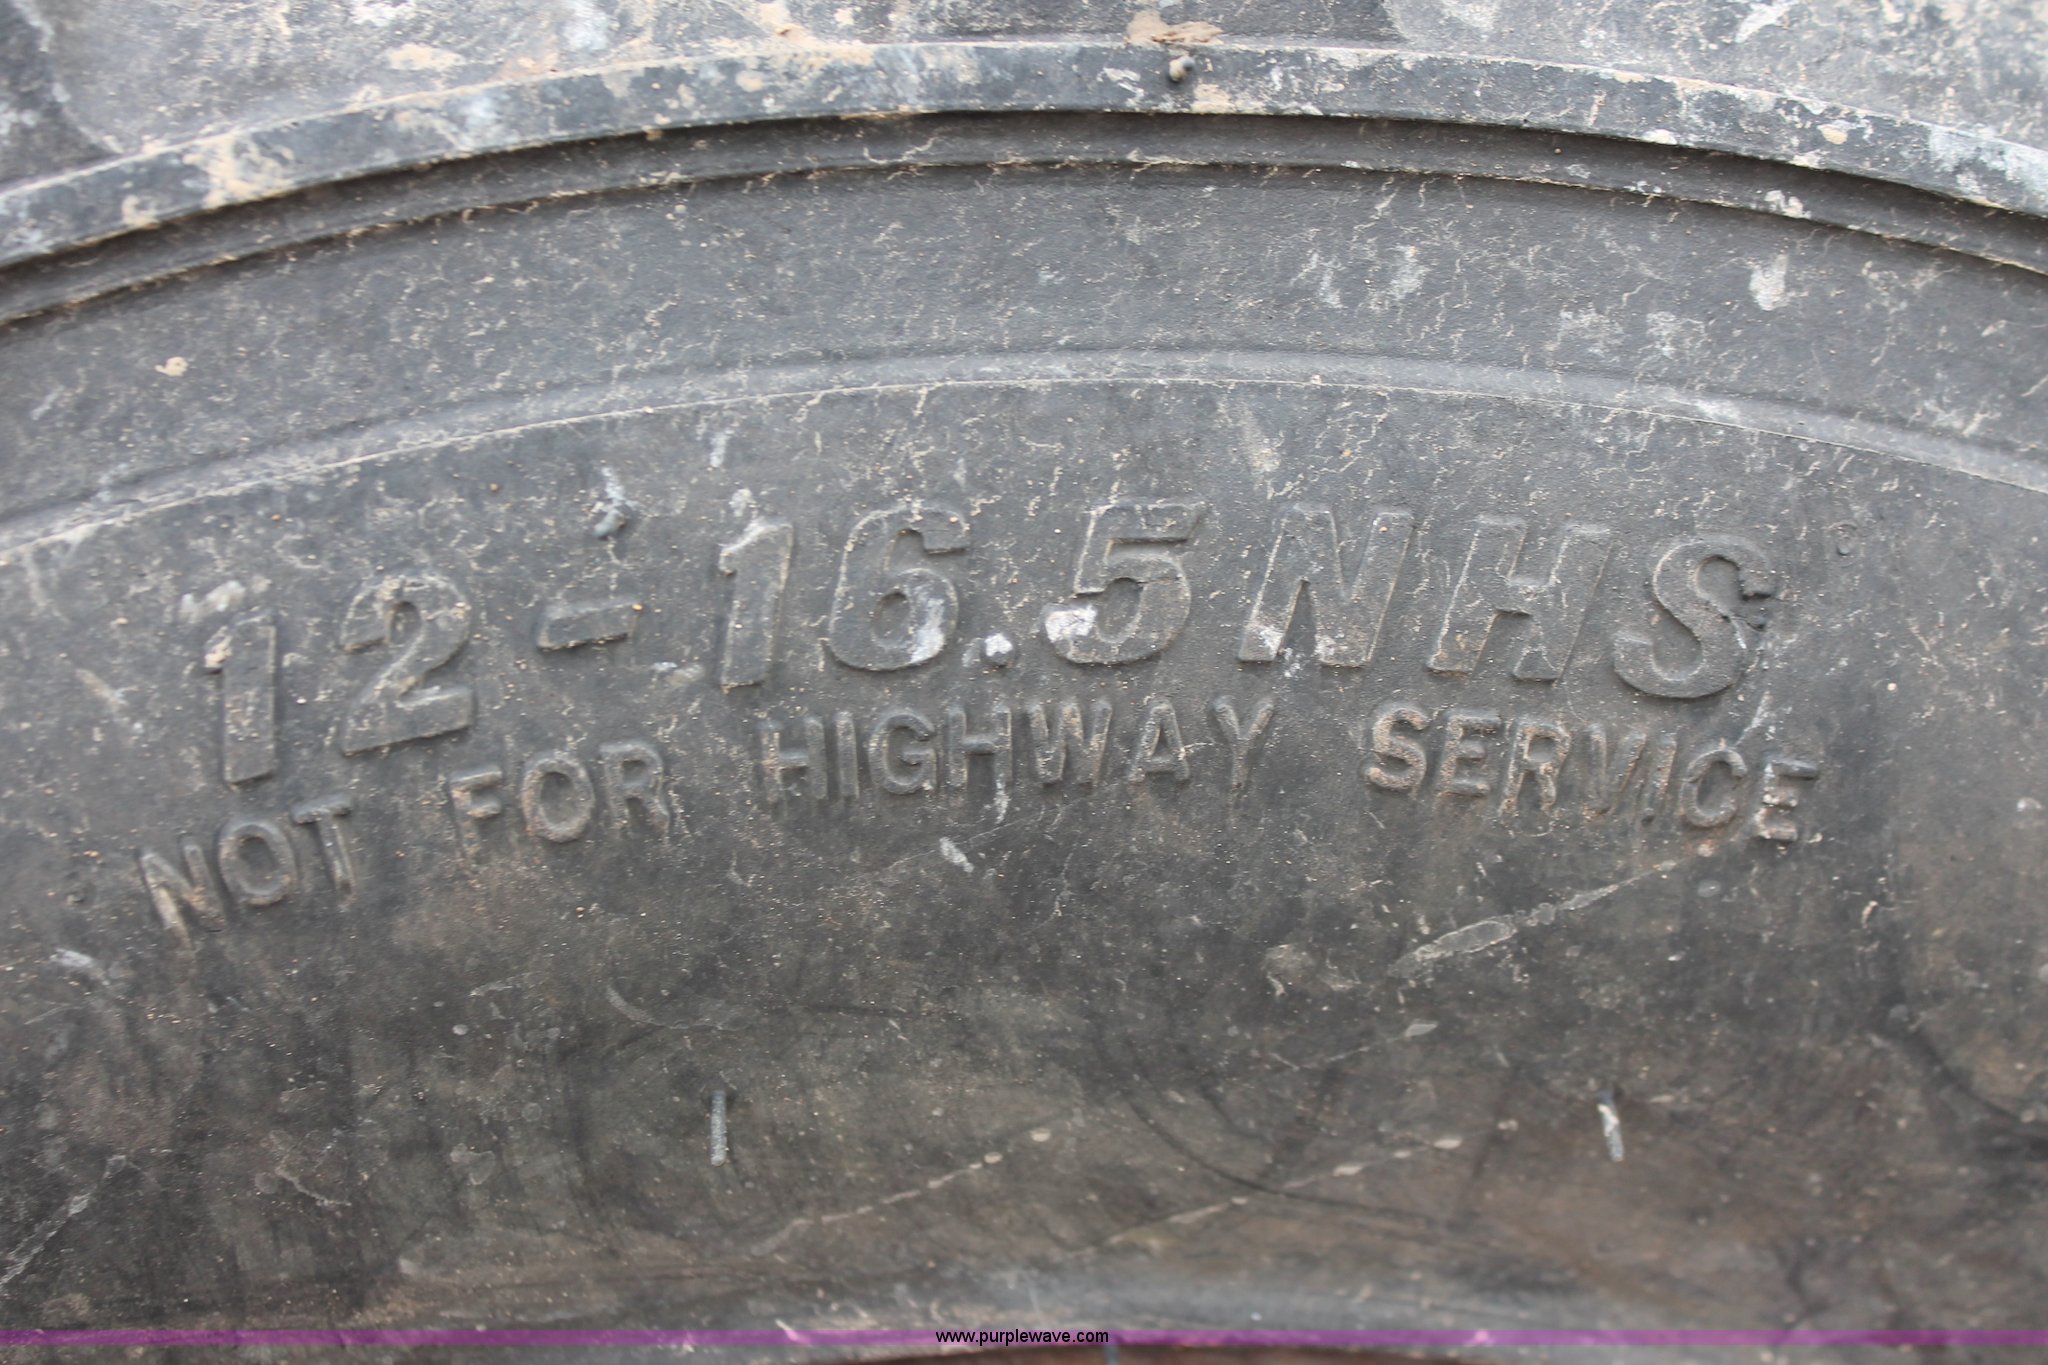 12-16.5NHS
NOT FOR HIGHWAY SERVICE
www.purplewave.com